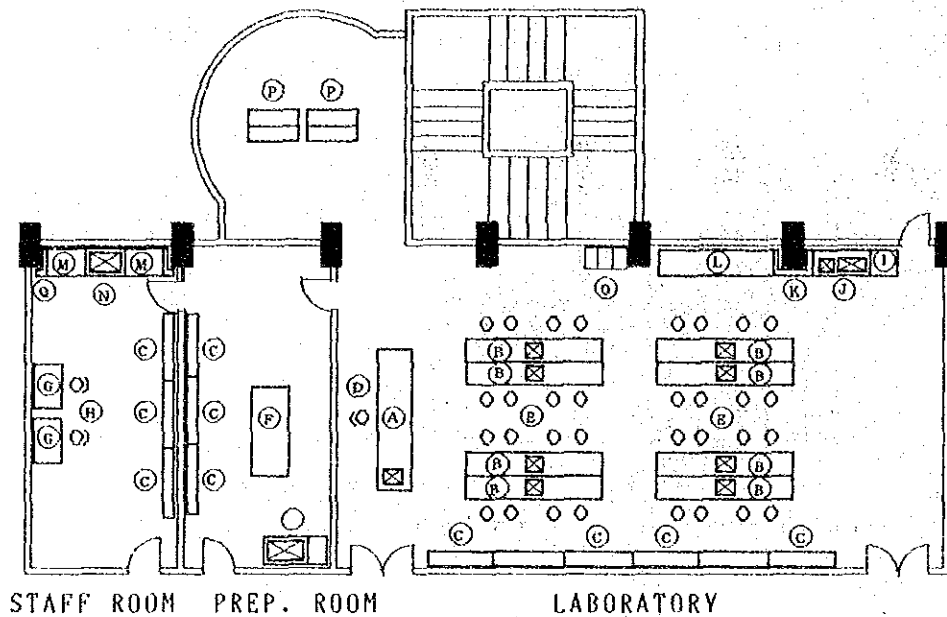 P P
M M L
Q N Q K J I
C C B B
D B B
G C C F A E E
H
G B B
C C B B
C C C C
STAFF ROOM PREP. ROOM LABORATORY